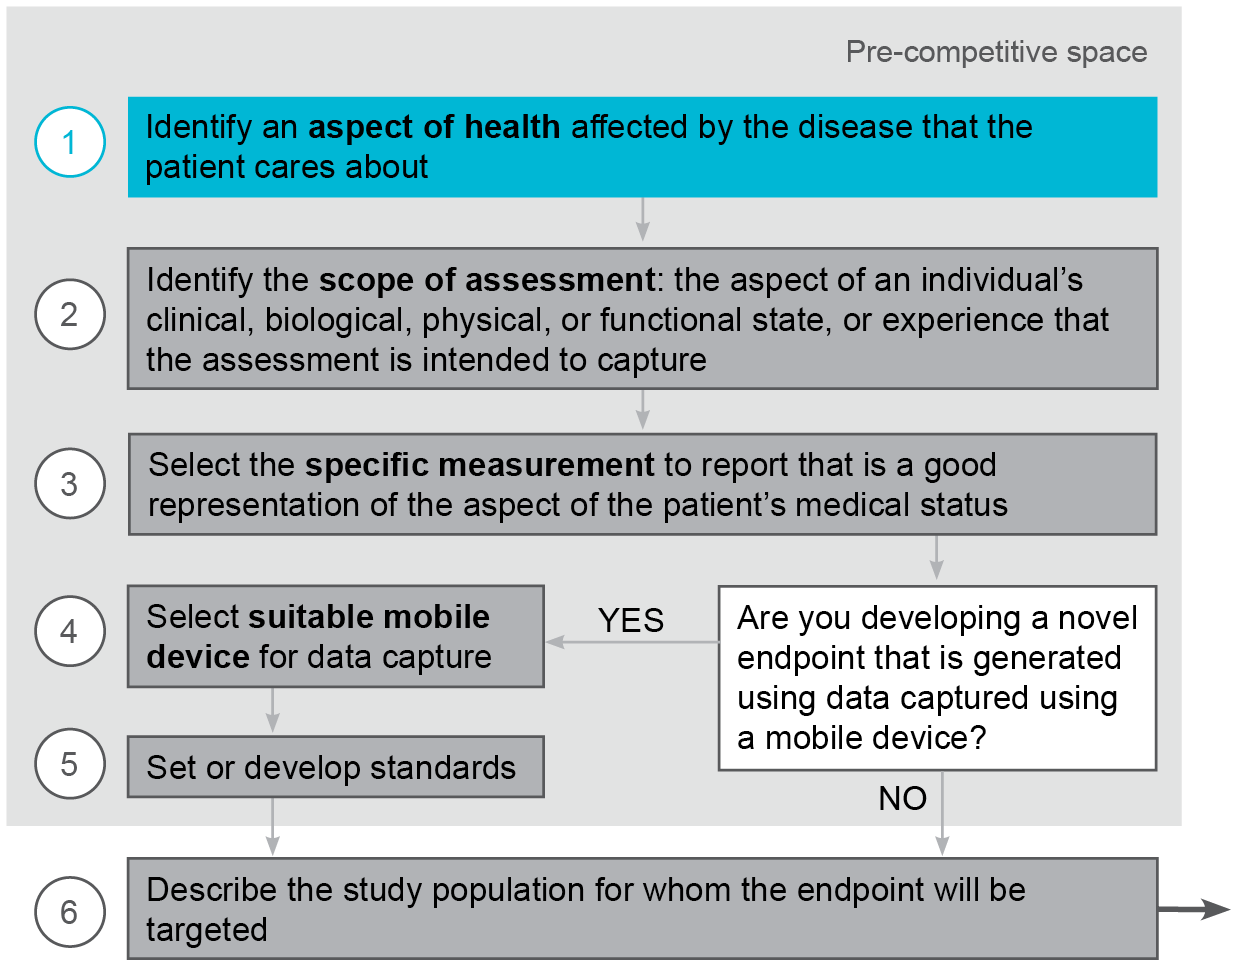 Pre-competitive space
1
Identify an aspect of health affected by the disease that the
patient cares about
2
Identify the scope of assessment: the aspect of an individual’s
clinical, biological, physical, or functional state, or experience that
the assessment is intended to capture
3
Select the specific measurement to report that is a good
representation of the aspect of the patient’s medical status
4
Select suitable mobile
device for data capture
YES
Are you developing a novel
endpoint that is generated
using data captured using
a mobile device?
5
Set or develop standards
NO
6
Describe the study population for whom the endpoint will be
targeted